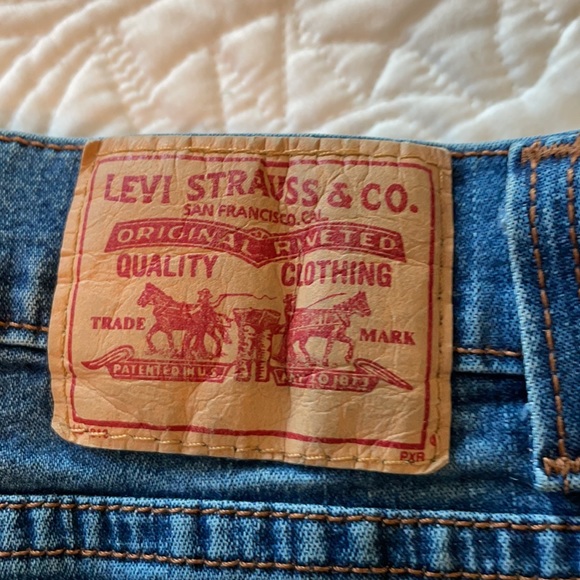 LEVI STRAUSS & CO.
SAN FRANCISCO, CAL.
ORIGINAL RIVETED
QUALITY CLOTHING
TRADE MARK
PATENTED IN U.S. MAY 20 1873
PXR